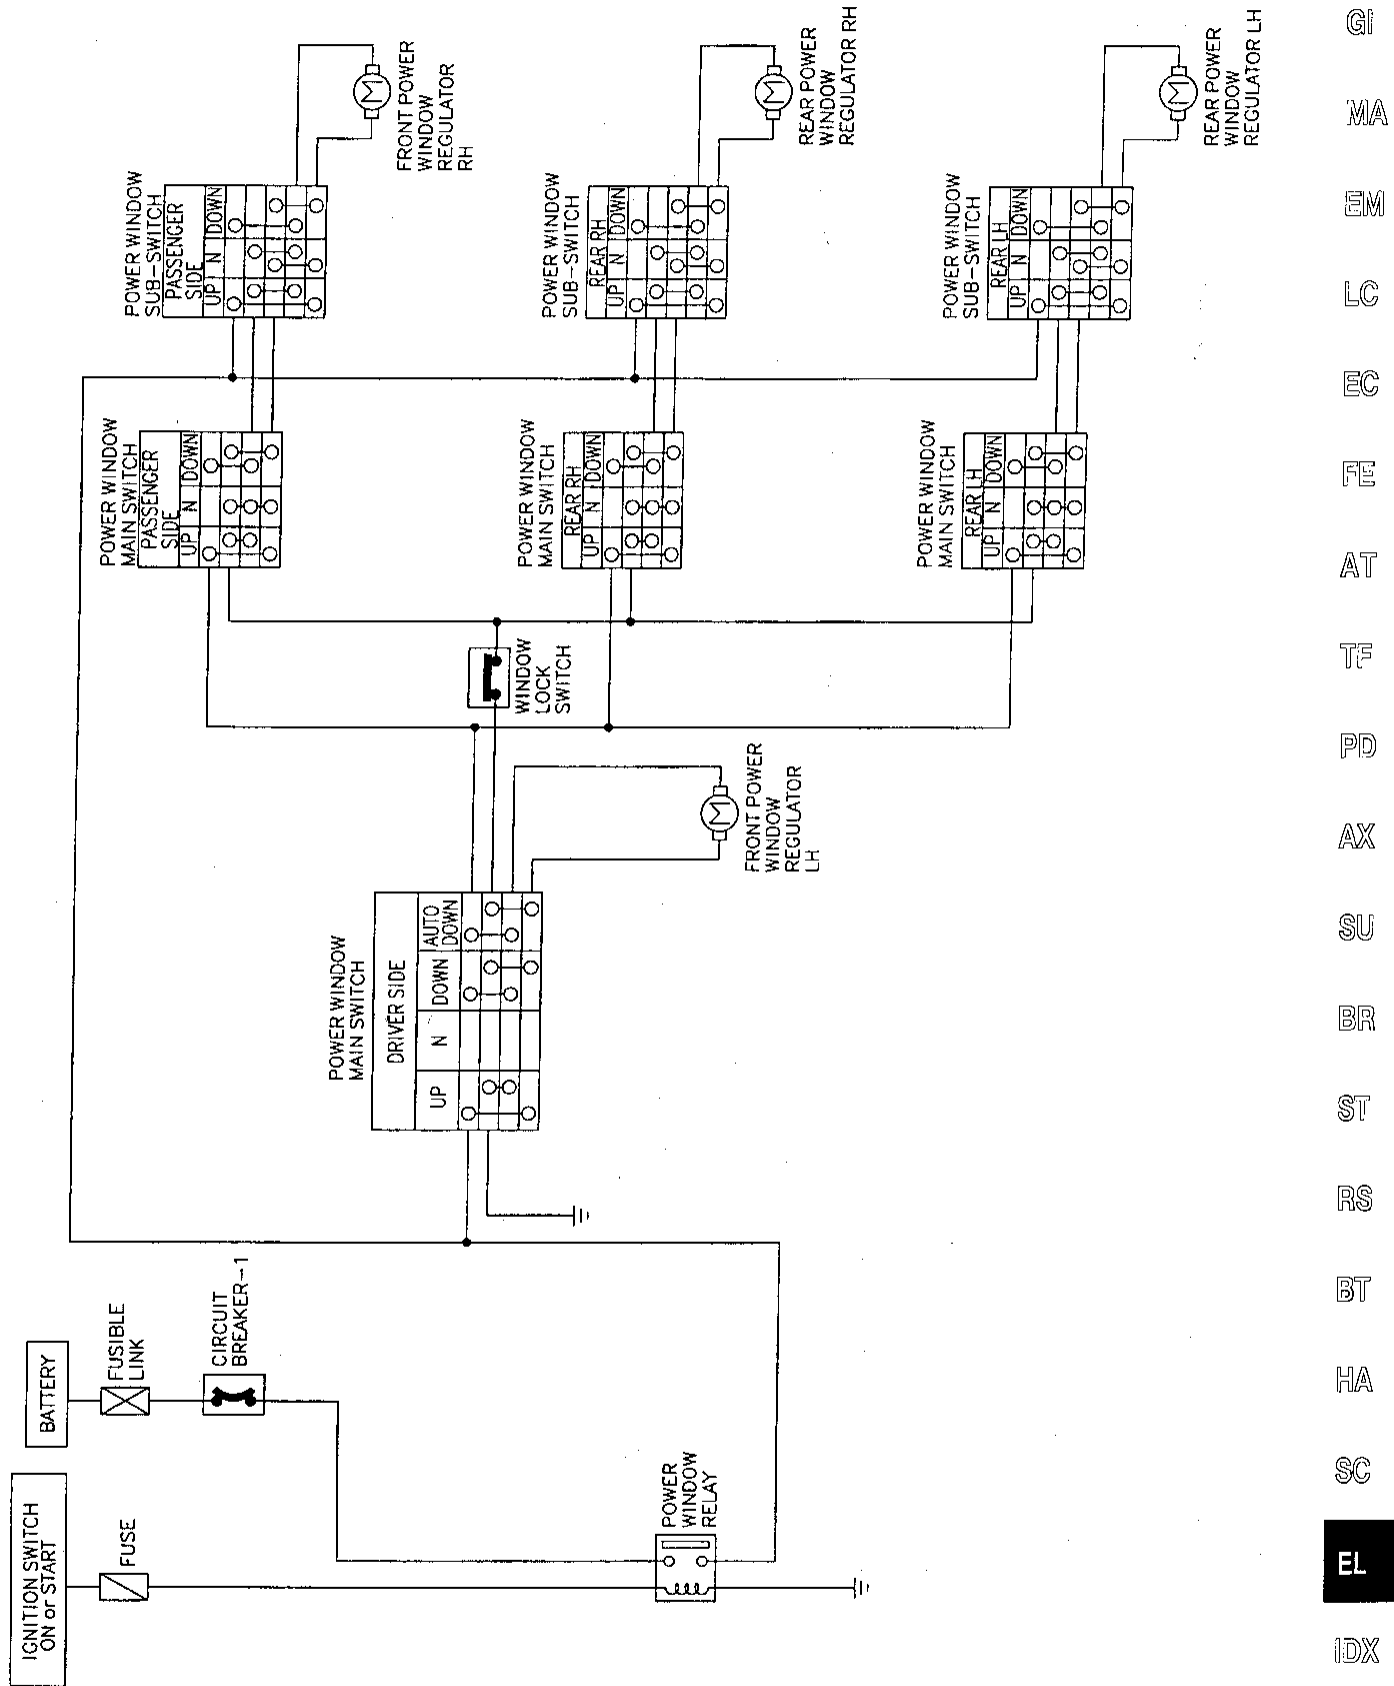 IGNITION SWITCH
ON or START
FUSE
BATTERY
FUSIBLE
LINK
CIRCUIT
BREAKER-1
POWER
WINDOW
RELAY
POWER WINDOW
MAIN SWITCH
DRIVER SIDE
UP
N
DOWN
AUTO
DOWN
M
FRONT POWER
WINDOW
REGULATOR
LH
WINDOW
LOCK
SWITCH
POWER WINDOW
MAIN SWITCH
PASSENGER
SIDE
UP
N
DOWN
POWER WINDOW
MAIN SWITCH
REAR RH
UP
N
DOWN
POWER WINDOW
MAIN SWITCH
REAR LH
UP
N
DOWN
POWER WINDOW
SUB-SWITCH
PASSENGER
SIDE
UP
N
DOWN
M
FRONT POWER
WINDOW
REGULATOR
RH
POWER WINDOW
SUB-SWITCH
REAR RH
UP
N
DOWN
M
REAR POWER
WINDOW
REGULATOR RH
POWER WINDOW
SUB-SWITCH
REAR LH
UP
N
DOWN
M
REAR POWER
WINDOW
REGULATOR LH
GI
MA
EM
LC
EC
FE
AT
TF
PD
AX
SU
BR
ST
RS
BT
HA
SC
EL
IDX